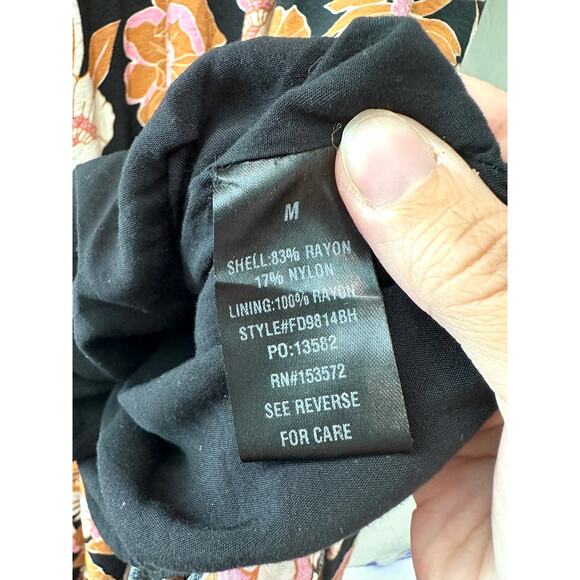 M
SHELL:83% RAYON
17% NYLON
LINING:100% RAYON
STYLE#FD9814BH
PO:13582
RN#153572
SEE REVERSE
FOR CARE